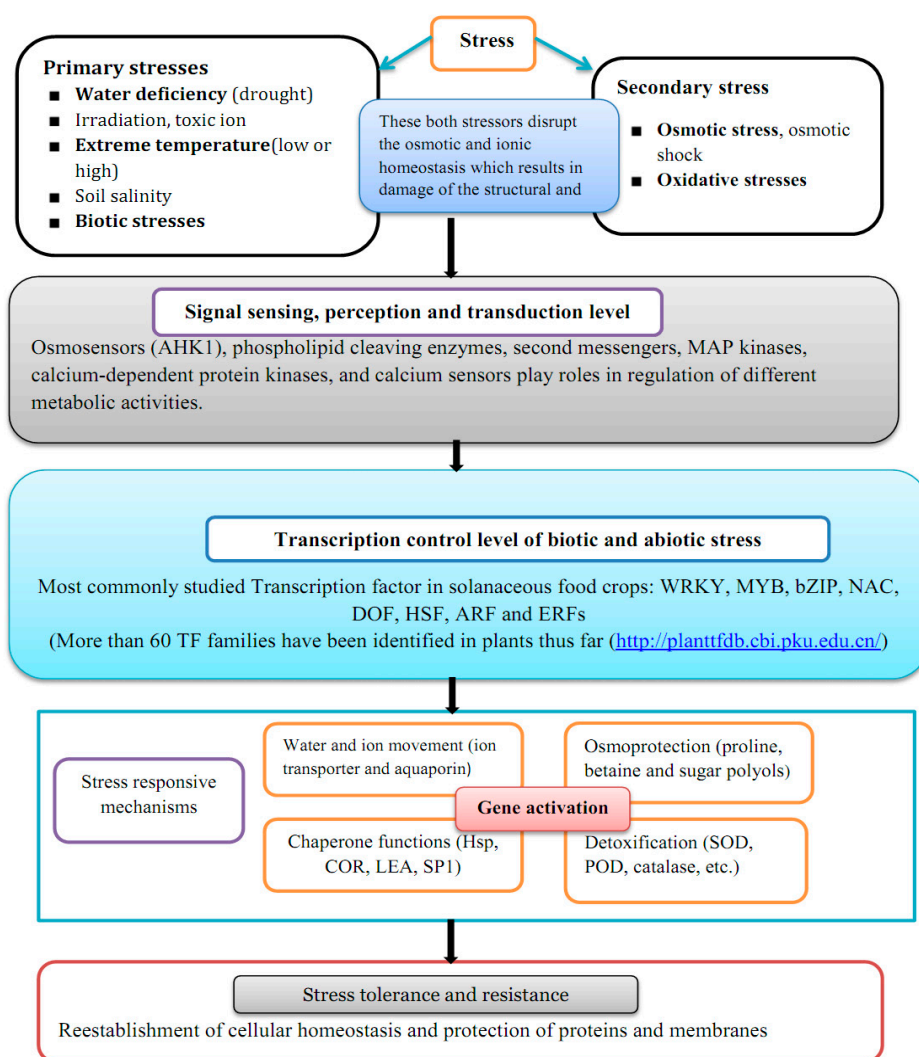 Stress
Primary stresses
■ Water deficiency (drought)
■ Irradiation, toxic ion
■ Extreme temperature(low or
high)
■ Soil salinity
■ Biotic stresses
These both stressors disrupt
the osmotic and ionic
homeostasis which results in
damage of the structural and
Secondary stress
■ Osmotic stress, osmotic
shock
■ Oxidative stresses
Signal sensing, perception and transduction level
Osmosensors (AHK1), phospholipid cleaving enzymes, second messengers, MAP kinases,
calcium-dependent protein kinases, and calcium sensors play roles in regulation of different
metabolic activities.
Transcription control level of biotic and abiotic stress
Most commonly studied Transcription factor in solanaceous food crops: WRKY, MYB, bZIP, NAC,
DOF, HSF, ARF and ERFs
(More than 60 TF families have been identified in plants thus far (http://planttfdb.cbi.pku.edu.cn/)
Stress responsive
mechanisms
Water and ion movement (ion
transporter and aquaporin)
Osmoprotection (proline,
betaine and sugar polyols)
Gene activation
Chaperone functions (Hsp,
COR, LEA, SP1)
Detoxification (SOD,
POD, catalase, etc.)
Stress tolerance and resistance
Reestablishment of cellular homeostasis and protection of proteins and membranes